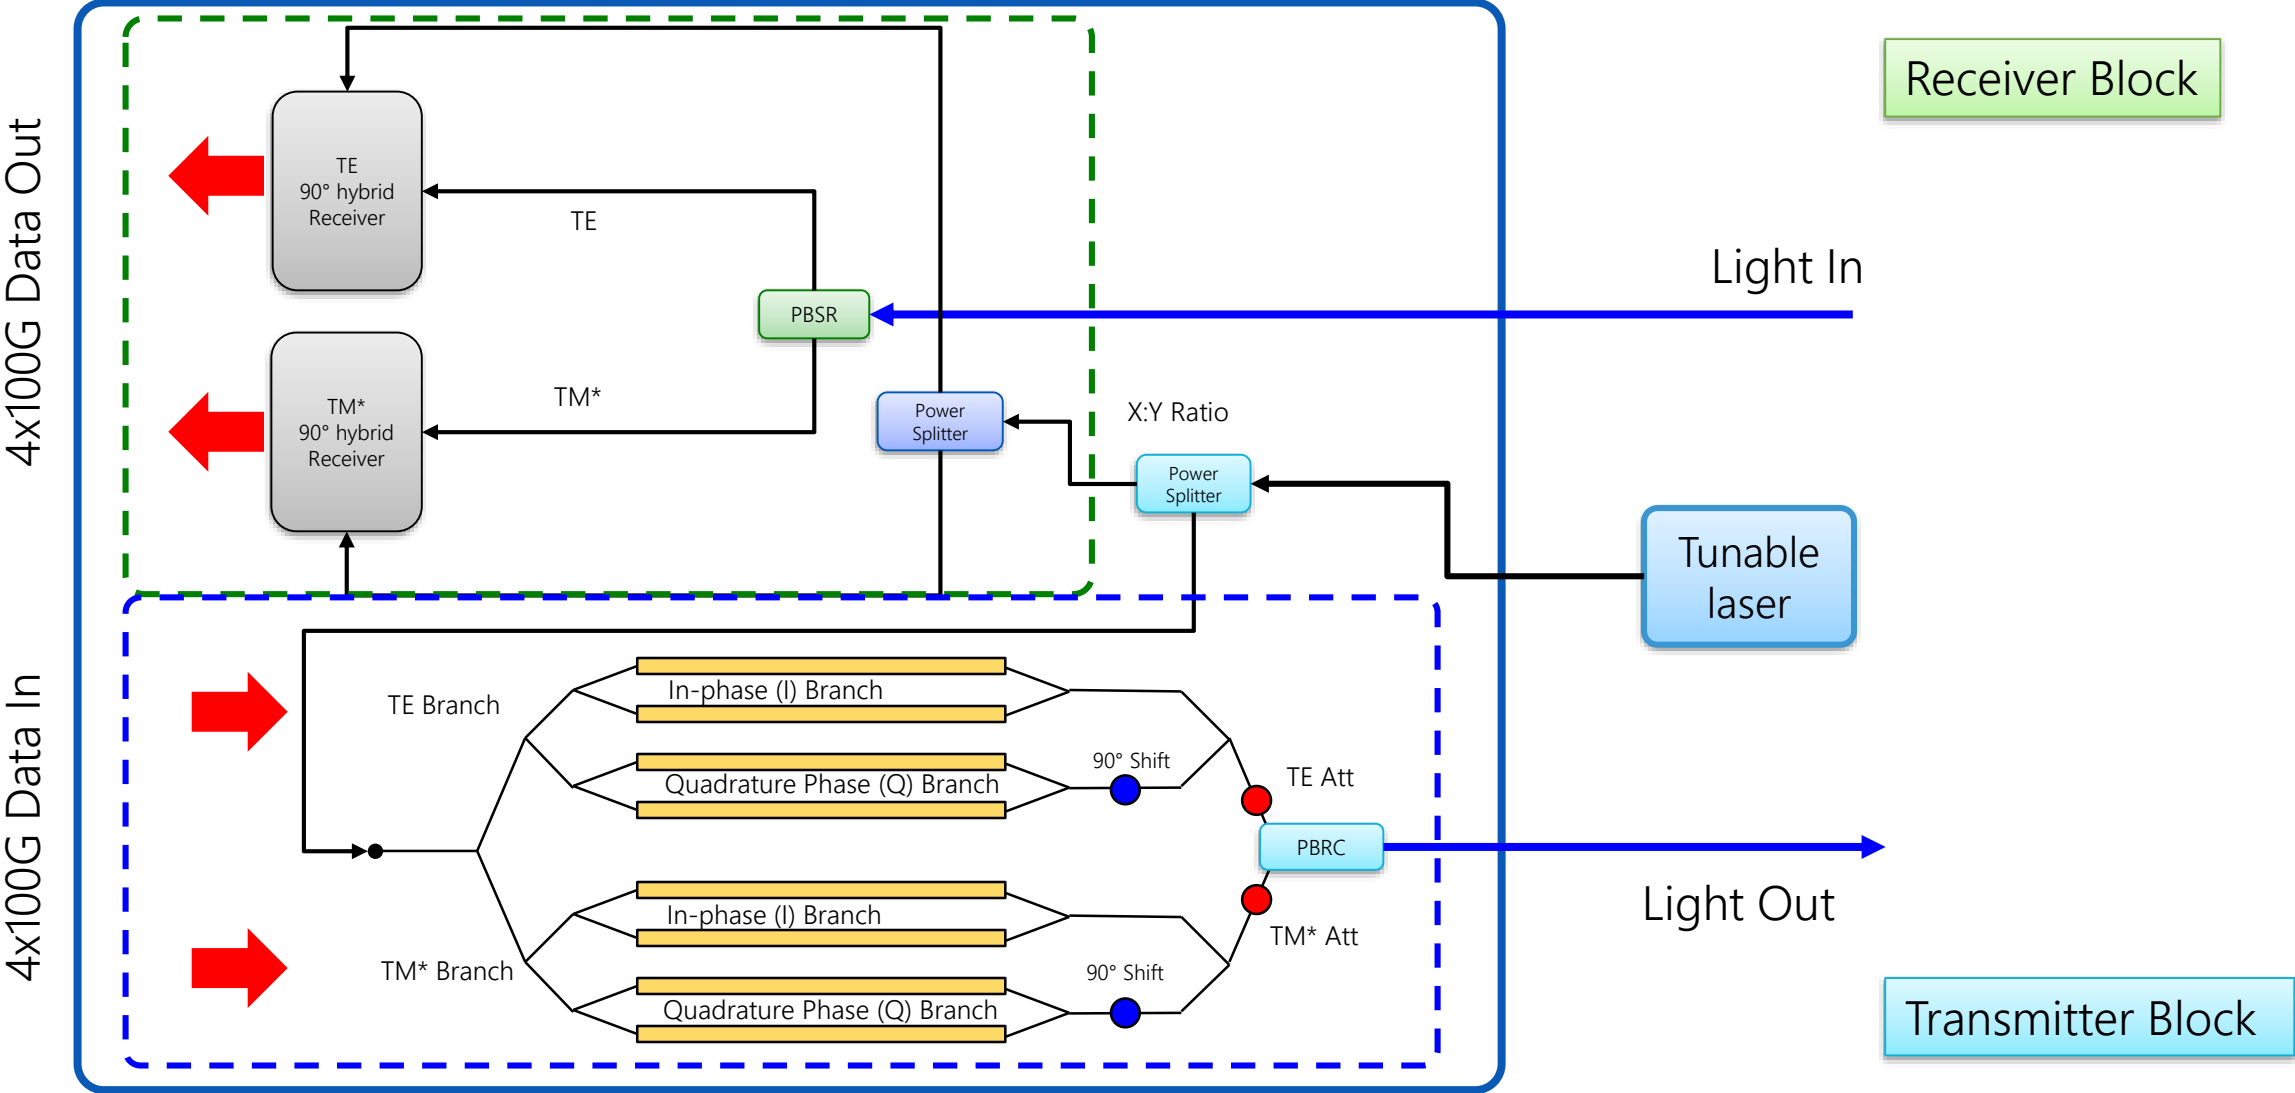 4x100G Data Out
TE
90° hybrid
Receiver
TE
PBSR
TM*
90° hybrid
Receiver
TM*
Power
Splitter
X:Y Ratio
Power
Splitter
Receiver Block
Light In
Tunable
laser
4x100G Data In
TE Branch
In-phase (I) Branch
Quadrature Phase (Q) Branch
90° Shift
TE Att
PBRC
TM* Branch
In-phase (I) Branch
Quadrature Phase (Q) Branch
90° Shift
TM* Att
Light Out
Transmitter Block